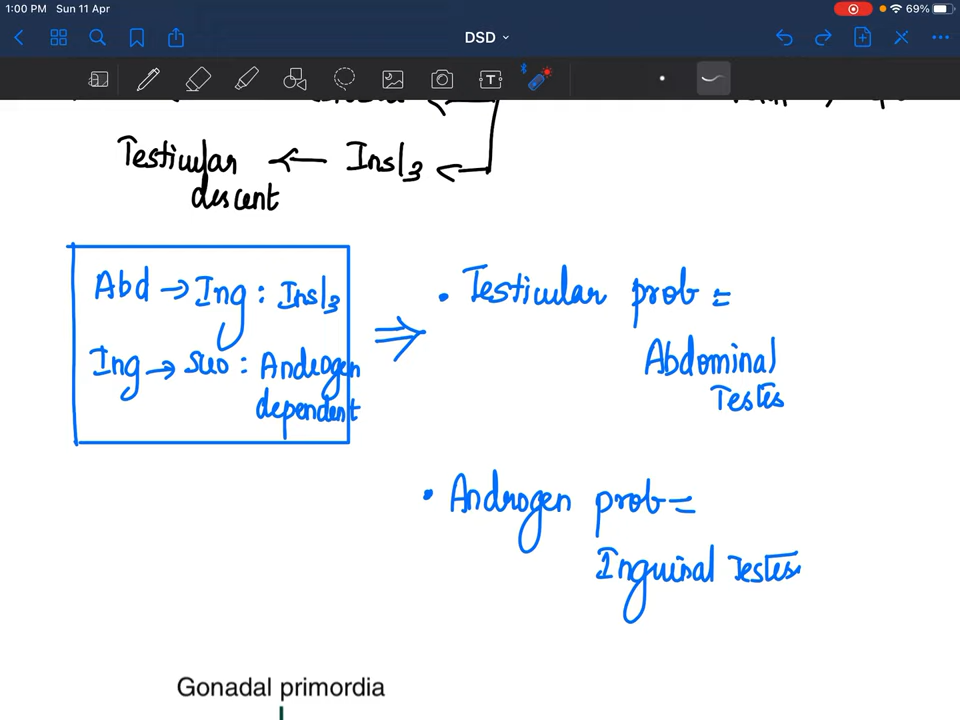 1:00 PM Sun 11 Apr
69%
DSD
T
Testicular ← Insl3 ←
descent
Abd → Ing : Insl3
Ing → Scro : Androgen
dependent
⇒
• Testicular prob =
Abdominal
Testes
• Androgen prob =
Inguinal Testes
Gonadal primordia